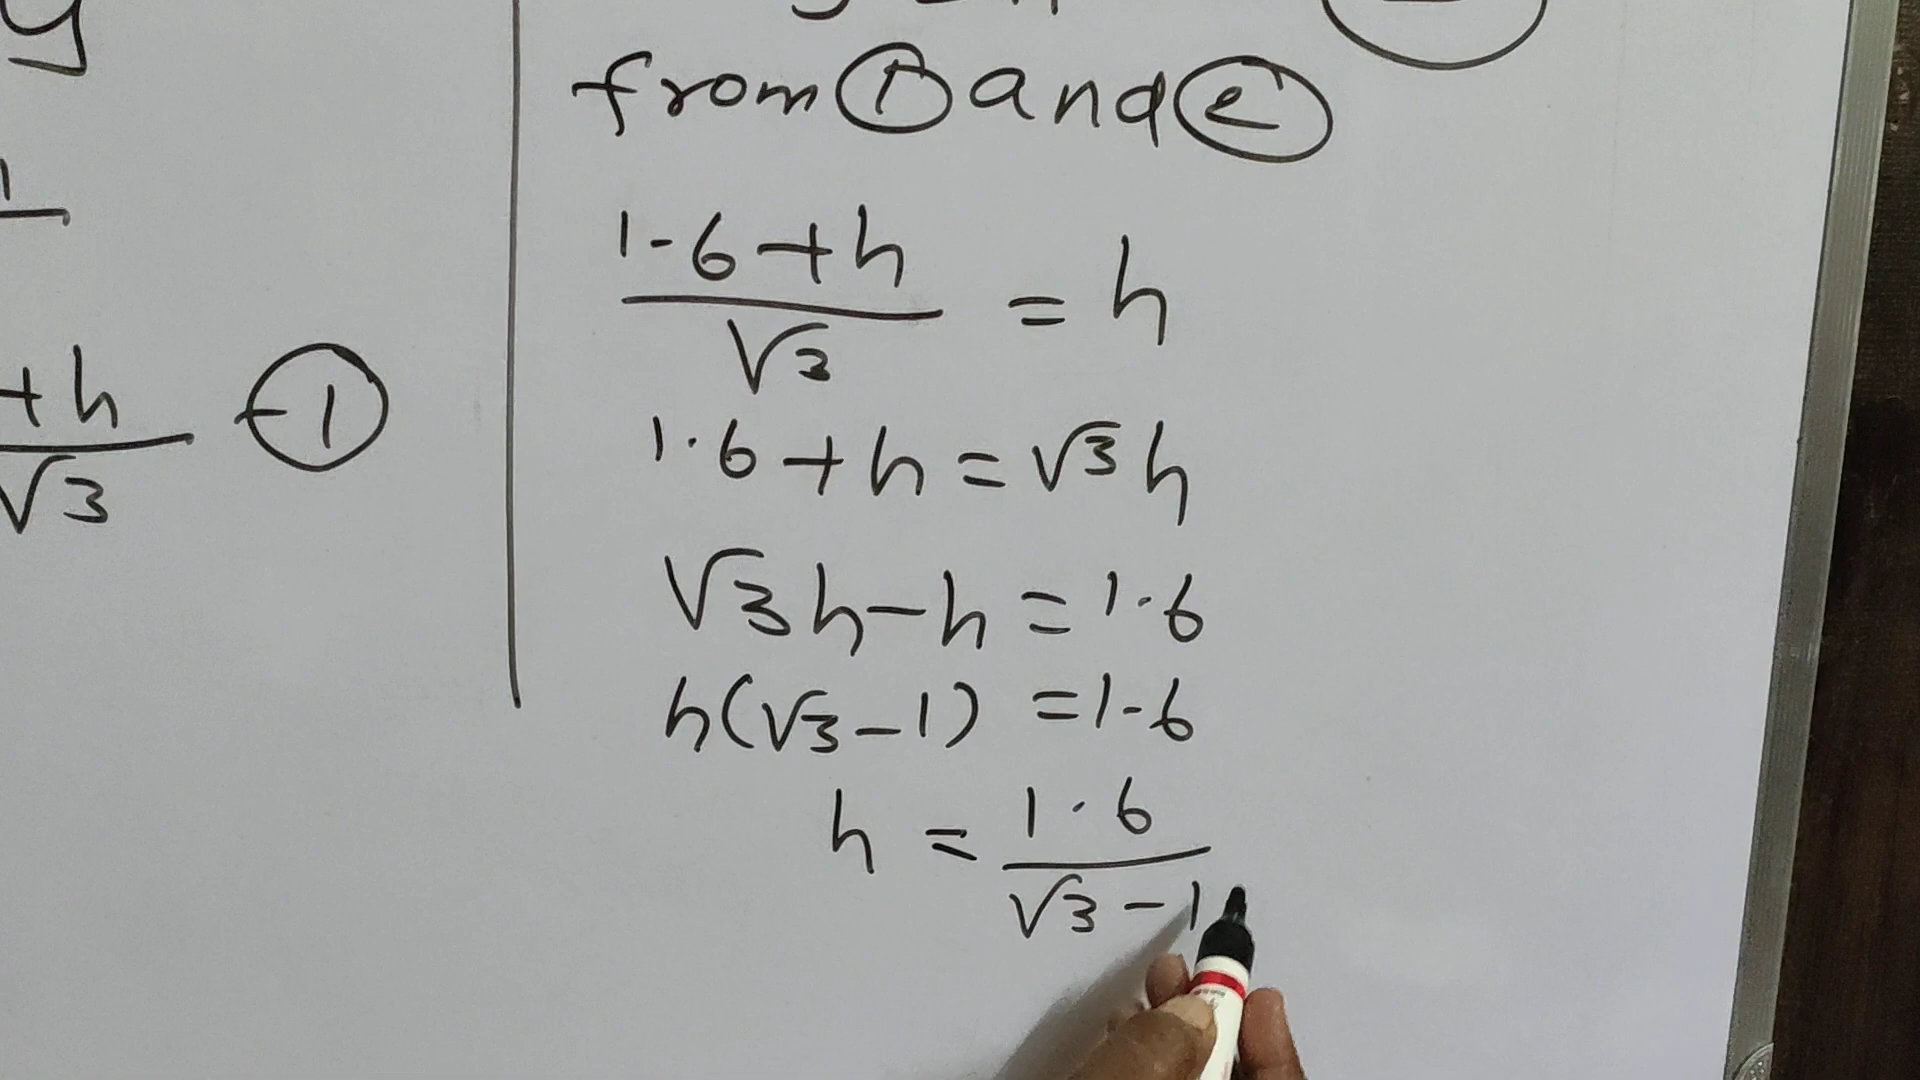 y
1
+h
√3
-①
from ① and ②
1.6+h
√3
= h
1.6+h=√3 h
√3h-h=1.6
h(√3-1) =1.6
h = 1.6
√3-1